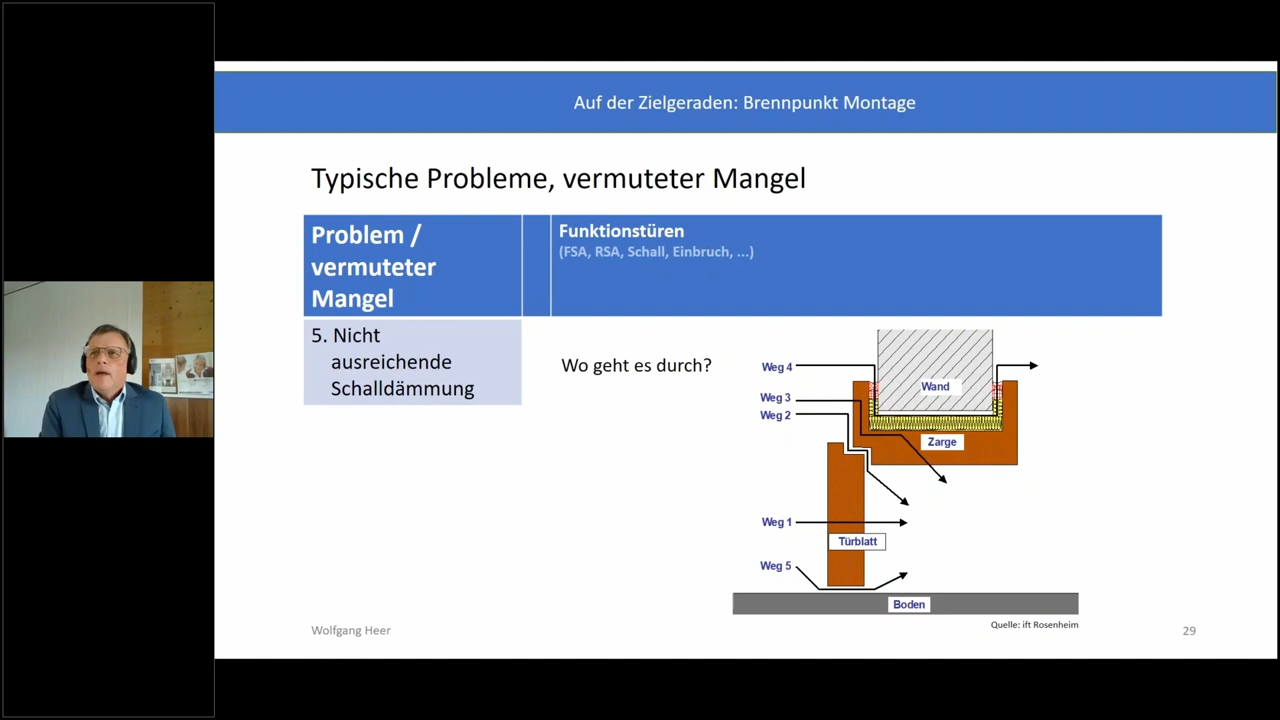 Auf der Zielgeraden: Brennpunkt Montage
Typische Probleme, vermuteter Mangel
Problem /
vermuteter
Mangel
Funktionstüren
(FSA, RSA, Schall, Einbruch, ...)
5. Nicht
ausreichende
Schalldämmung
Wo geht es durch?
Weg 4
Wand
Weg 3
Weg 2
Zarge
Weg 1
Türblatt
Weg 5
Boden
Quelle: ift Rosenheim
Wolfgang Heer
29